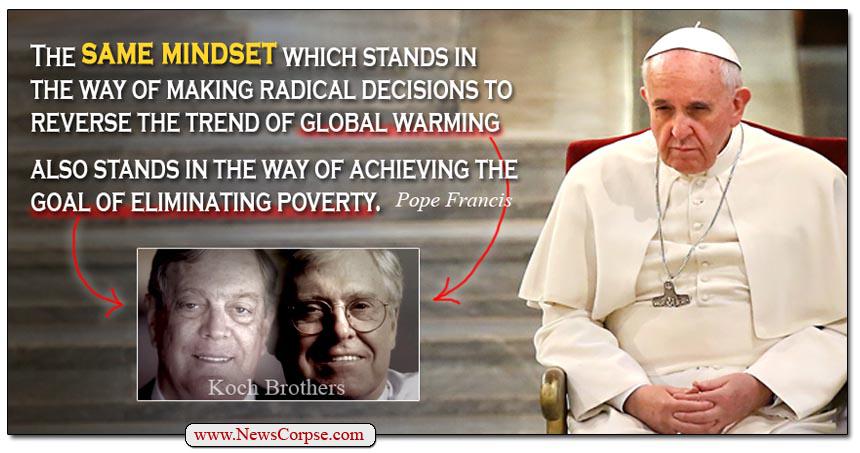 THE SAME MINDSET WHICH STANDS IN
THE WAY OF MAKING RADICAL DECISIONS TO
REVERSE THE TREND OF GLOBAL WARMING
ALSO STANDS IN THE WAY OF ACHIEVING THE
GOAL OF ELIMINATING POVERTY. Pope Francis
Koch Brothers
www.NewsCorpse.com